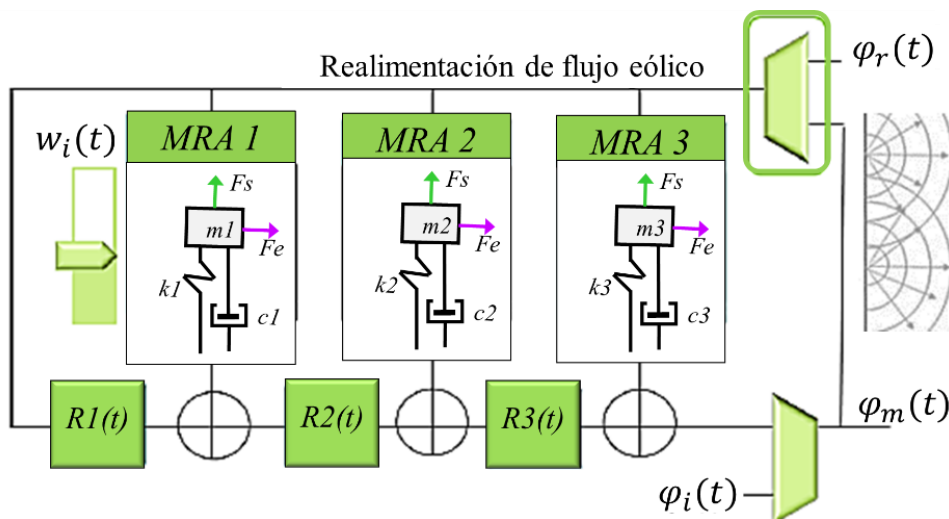 Realimentación de flujo eólico
φr(t)
wi(t)
MRA 1
MRA 2
MRA 3
Fs
m1
Fe
k1
c1
Fs
m2
Fe
k2
c2
Fs
m3
Fe
k3
c3
R1(t)
R2(t)
R3(t)
φm(t)
φi(t)